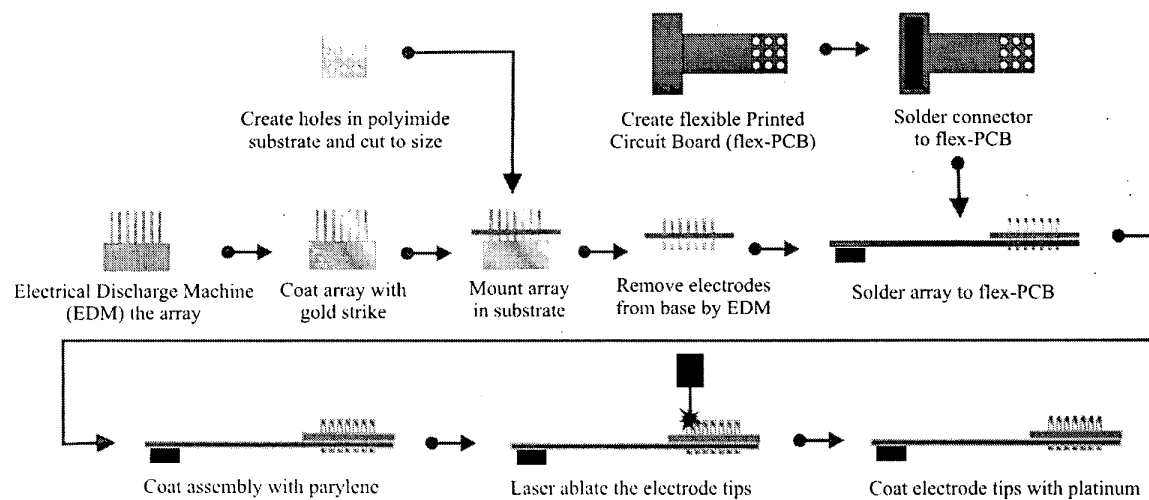 Create holes in polyimide
substrate and cut to size
Create flexible Printed
Circuit Board (flex-PCB)
Solder connector
to flex-PCB
Electrical Discharge Machine
(EDM) the array
Coat array with
gold strike
Mount array
in substrate
Remove electrodes
from base by EDM
Solder array to flex-PCB
Coat assembly with parylene
Laser ablate the electrode tips
Coat electrode tips with platinum